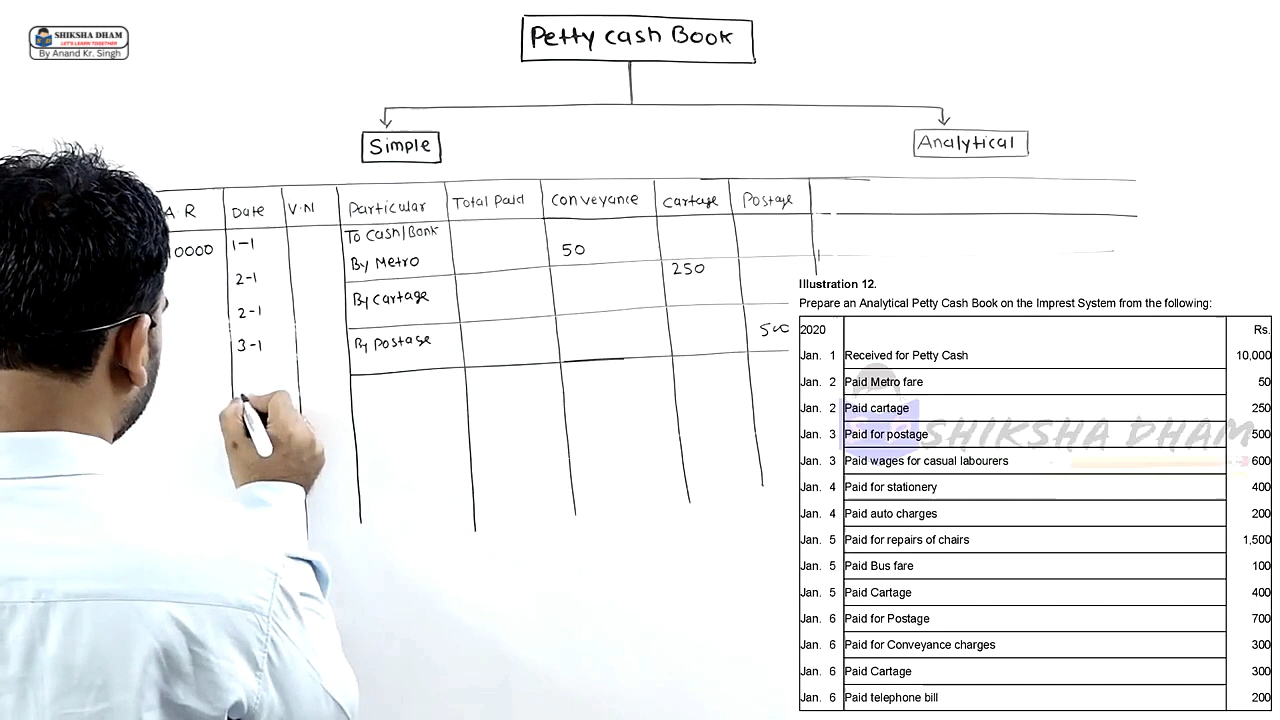 SHIKSHA DHAM
LET'S LEARN TOGETHER
By Anand Kr. Singh
Petty cash Book
Simple
Analytical
A R Date V.N Particular Total Paid Conveyance Cartage Postage
10000 1-1 To Cash/Bank
2-1 By Metro 50
2-1 By Cartage 250
3-1 By Postage 500
Illustration 12.
Prepare an Analytical Petty Cash Book on the Imprest System from the following:
2020 Rs.
Jan. 1 Received for Petty Cash 10,000
Jan. 2 Paid Metro fare 50
Jan. 2 Paid cartage 250
Jan. 3 Paid for postage 500
Jan. 3 Paid wages for casual labourers 600
Jan. 4 Paid for stationery 400
Jan. 4 Paid auto charges 200
Jan. 5 Paid for repairs of chairs 1,500
Jan. 5 Paid Bus fare 100
Jan. 5 Paid Cartage 400
Jan. 6 Paid for Postage 700
Jan. 6 Paid for Conveyance charges 300
Jan. 6 Paid Cartage 300
Jan. 6 Paid telephone bill 200
SHIKSHA DHAM